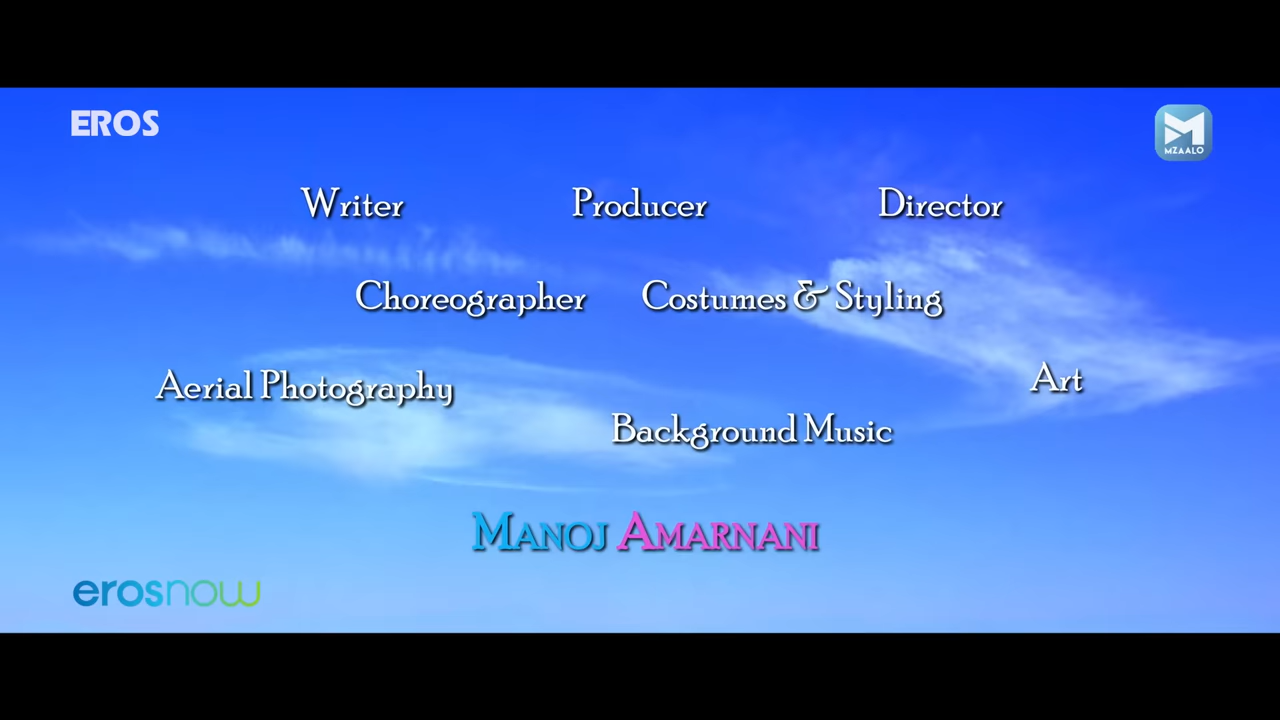 EROS
MZAALO
Writer Producer Director
Choreographer Costumes & Styling
Aerial Photography Art
Background Music
Manoj Amarnani
erosnow